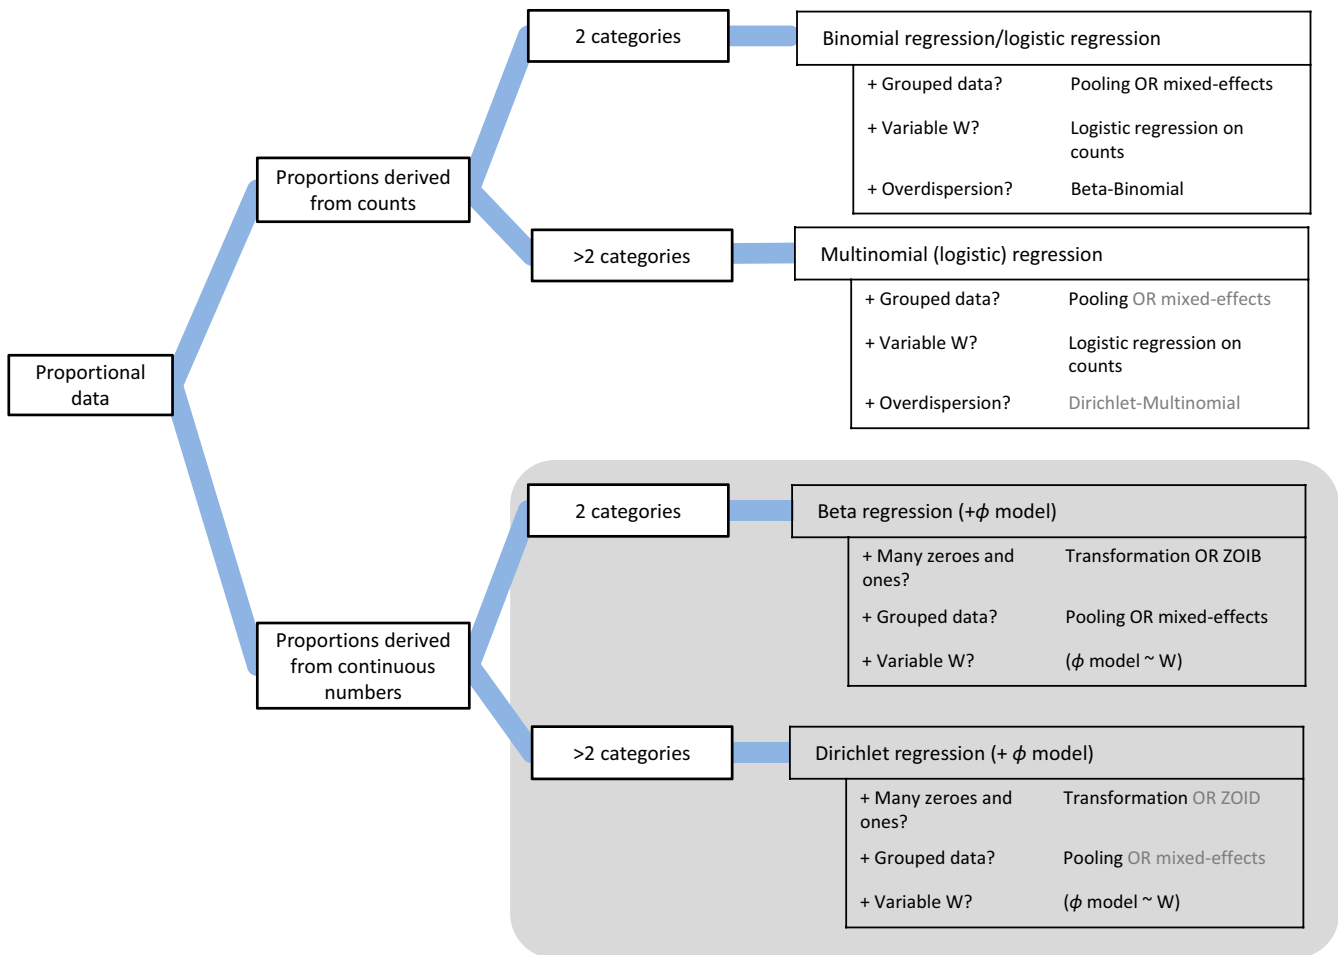 2 categories
Binomial regression/logistic regression
+ Grouped data? Pooling OR mixed-effects
+ Variable W? Logistic regression on
counts
+ Overdispersion? Beta-Binomial
Proportions derived
from counts
>2 categories
Multinomial (logistic) regression
+ Grouped data? Pooling OR mixed-effects
+ Variable W? Logistic regression on
counts
+ Overdispersion? Dirichlet-Multinomial
Proportional
data
2 categories
Beta regression (+ϕ model)
+ Many zeroes and Transformation OR ZOIB
ones?
+ Grouped data? Pooling OR mixed-effects
+ Variable W? (ϕ model ~ W)
Proportions derived
from continuous
numbers
>2 categories
Dirichlet regression (+ ϕ model)
+ Many zeroes and Transformation OR ZOID
ones?
+ Grouped data? Pooling OR mixed-effects
+ Variable W? (ϕ model ~ W)